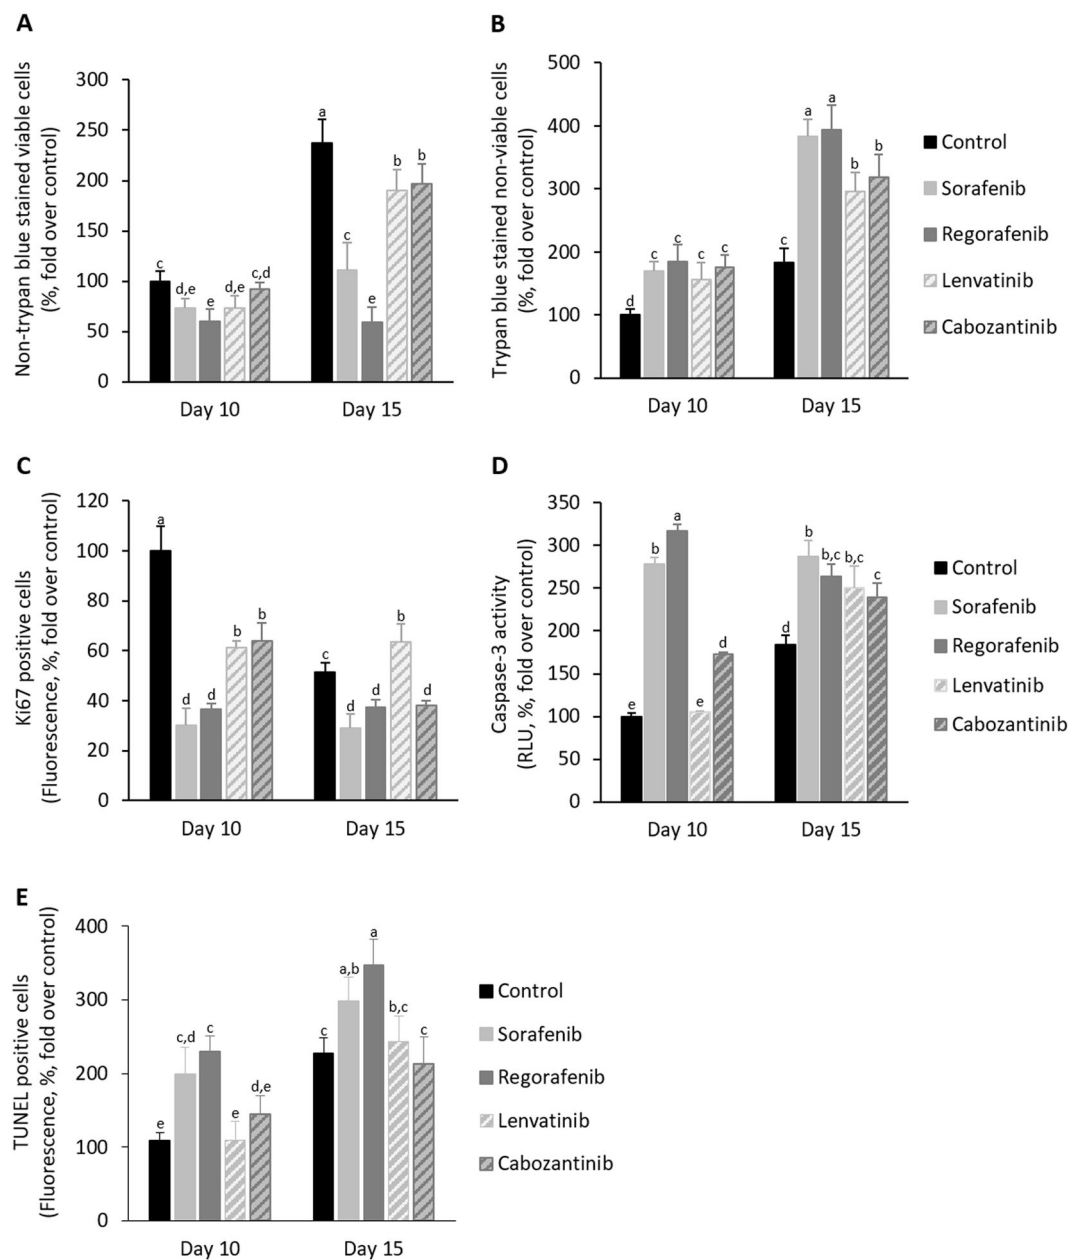 A
Non-trypan blue stained viable cells
(%, fold over control)
300
250
200
150
100
50
0
c
d,e
e
d,e
c,d
a
c
e
b
b
Day 10
Day 15
B
Trypan blue stained non-viable cells
(%, fold over control)
500
400
300
200
100
0
d
c
c
c
c
c
a
a
b
b
Day 10
Day 15
Control
Sorafenib
Regorafenib
Lenvatinib
Cabozantinib
C
Ki67 positive cells
(Fluorescence, %, fold over control)
120
100
80
60
40
20
0
a
d
d
b
b
c
d
d
b
d
Day 10
Day 15
D
Caspase-3 activity
(RLU, %, fold over control)
350
300
250
200
150
100
50
0
e
b
a
e
d
d
b
b,c
b,c
c
Day 10
Day 15
Control
Sorafenib
Regorafenib
Lenvatinib
Cabozantinib
E
TUNEL positive cells
(Fluorescence, %, fold over control)
400
300
200
100
0
e
c,d
c
e
d,e
c
a,b
a
b,c
c
Day 10
Day 15
Control
Sorafenib
Regorafenib
Lenvatinib
Cabozantinib